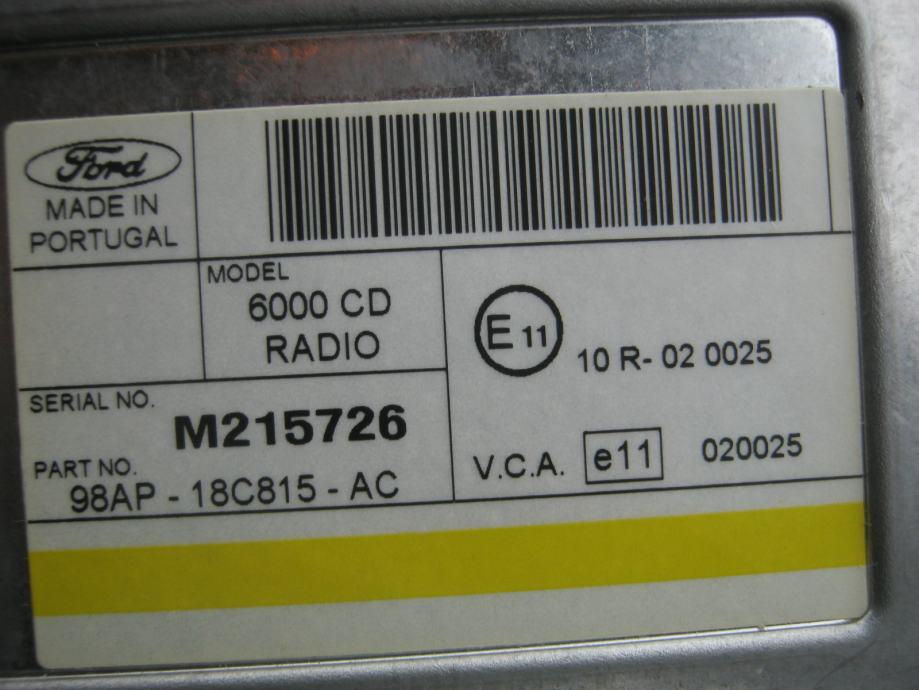 Ford
MADE IN
PORTUGAL
MODEL
6000 CD
RADIO
SERIAL NO.
M215726
PART NO.
98AP - 18C815 - AC
E 11
10 R- 02 0025
V.C.A. e11 020025